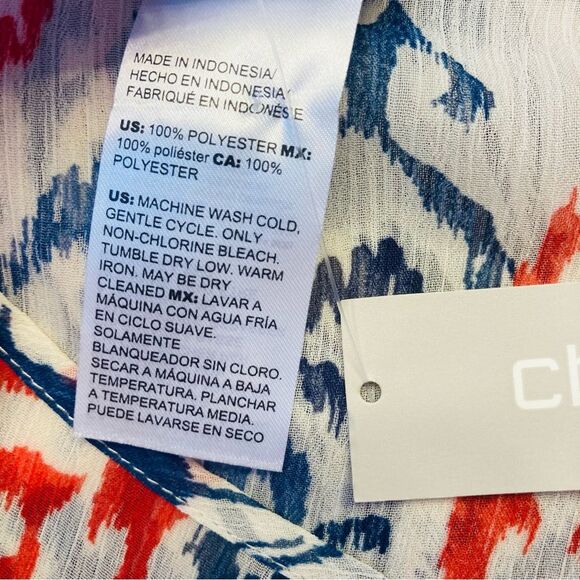 MADE IN INDONESIA/
HECHO EN INDONESIA/
FABRIQUÉ EN INDONÉSIE
US: 100% POLYESTER MX:
100% poliéster CA: 100%
POLYESTER
US: MACHINE WASH COLD,
GENTLE CYCLE. ONLY
NON-CHLORINE BLEACH.
TUMBLE DRY LOW. WARM
IRON. MAY BE DRY
CLEANED MX: LAVAR A
MÁQUINA CON AGUA FRÍA
EN CICLO SUAVE.
SOLAMENTE
BLANQUEADOR SIN CLORO.
SECAR A MÁQUINA A BAJA
TEMPERATURA. PLANCHAR
A TEMPERATURA MEDIA.
PUEDE LAVARSE EN SECO